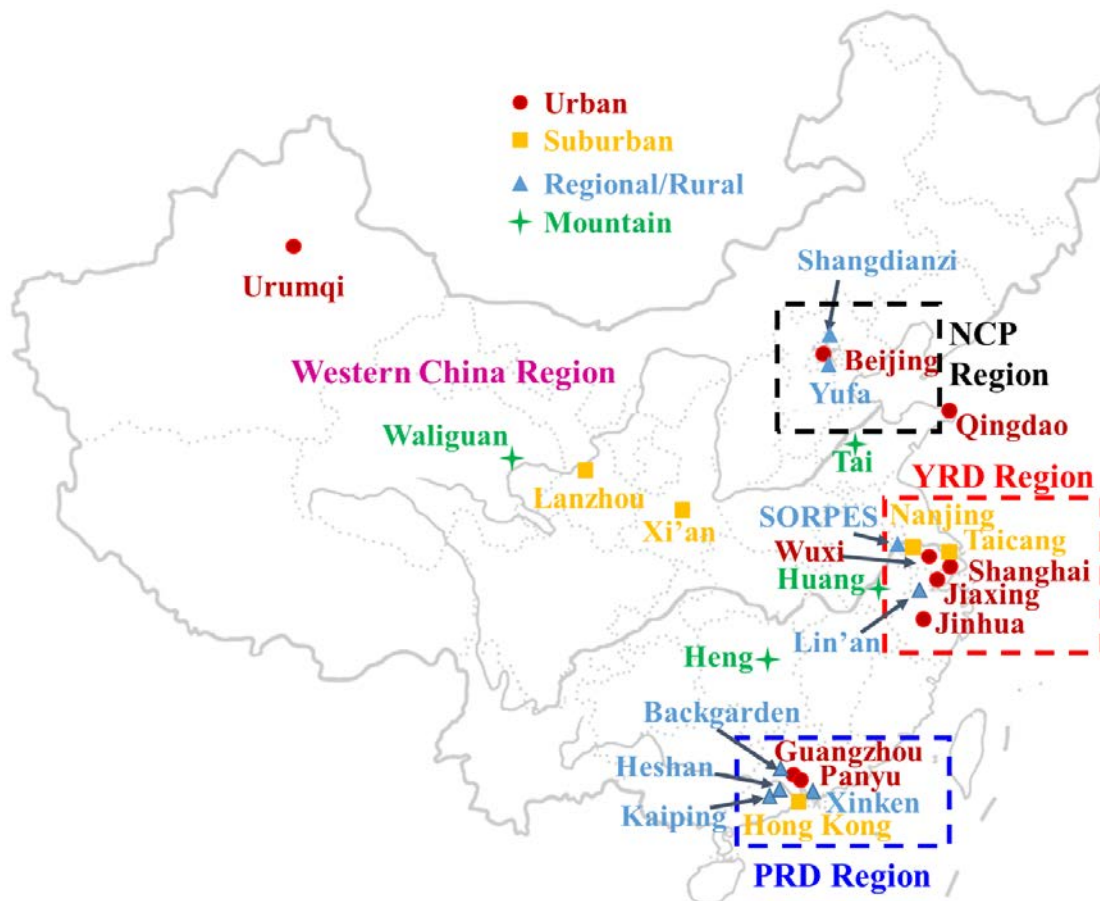 Urban
Suburban
Regional/Rural
Mountain
Urumqi
Shangdianzi
NCP
Region
Beijing
Yufa
Western China Region
Qingdao
Waliguan
Tai
Lanzhou
YRD Region
Xi'an
SORPES
Nanjing
Taicang
Wuxi
Shanghai
Huang
Jiaxing
Jinhua
Lin'an
Heng
Backgarden
Guangzhou
Heshan
Panyu
Kaiping
Xinken
Hong Kong
PRD Region